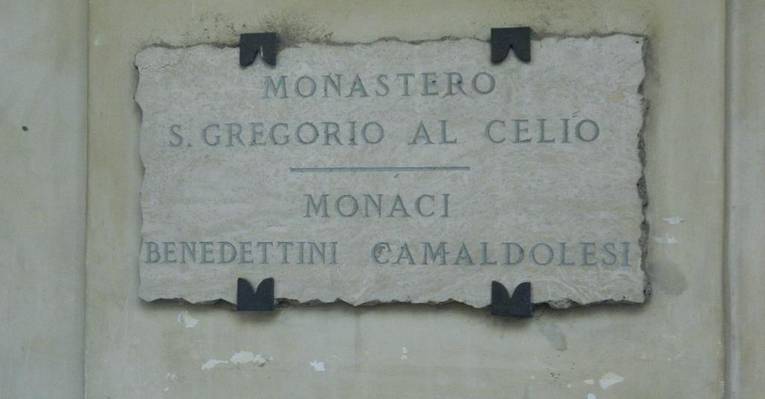 MONASTERO
S. GREGORIO AL CELIO
MONACI
BENEDETTINI CAMALDOLESI